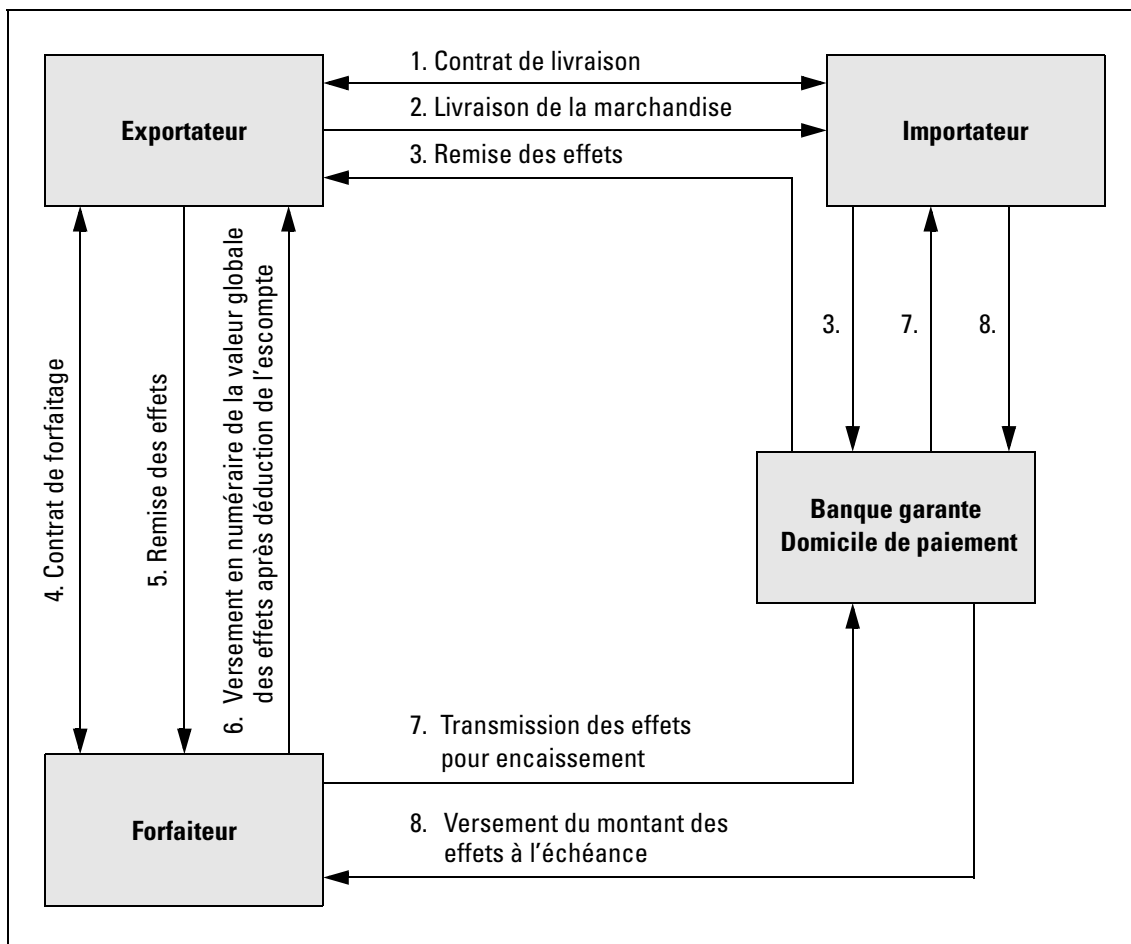 1. Contrat de livraison
Exportateur
2. Livraison de la marchandise
Importateur
3. Remise des effets
4. Contrat de forfaitage
5. Remise des effets
6. Versement en numéraire de la valeur globale
des effets après déduction de l’escompte
3.
7.
8.
Banque garante
Domicile de paiement
7. Transmission des effets
pour encaissement
Forfaiteur
8. Versement du montant des
effets à l’échéance